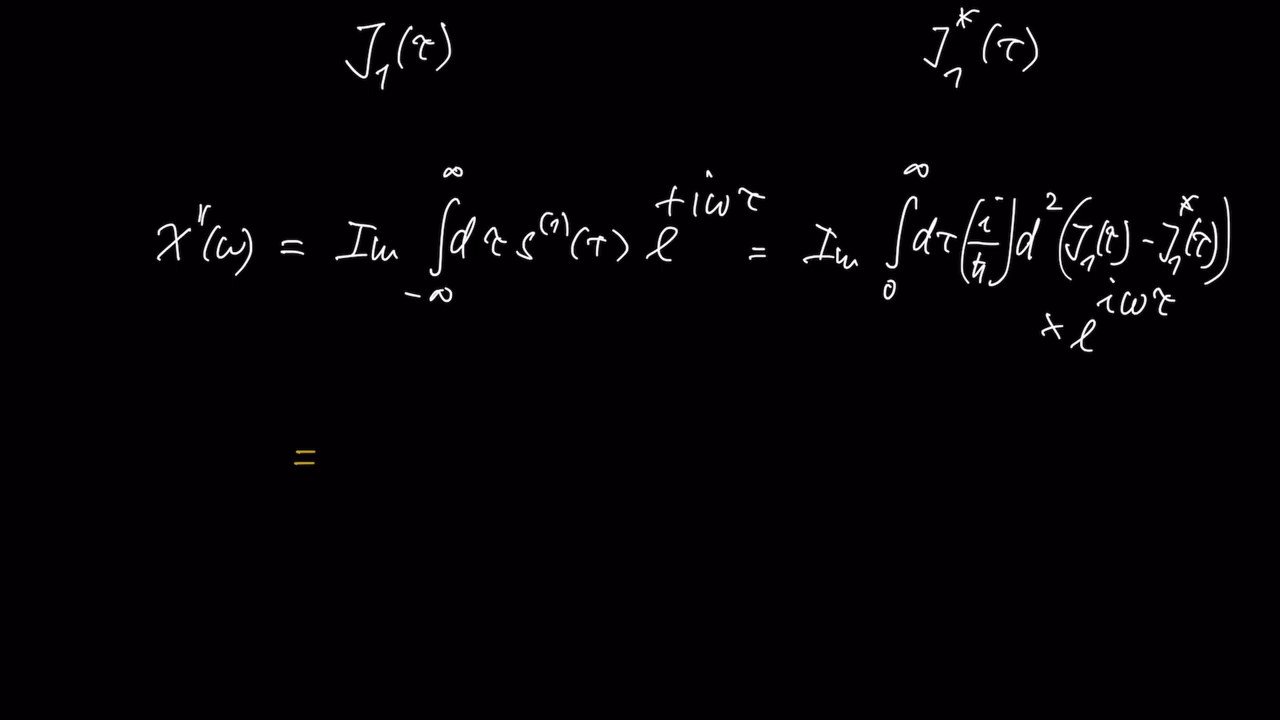 J₁(τ) J₁*(τ)
χ''(ω) = Im ∫_{-∞}^{∞} dτ S⁽¹⁾(τ) e^{+iωτ} = Im ∫_{0}^{∞} dτ (i/ħ) d² (J₁(τ) - J₁*(τ))
× e^{iωτ}
=